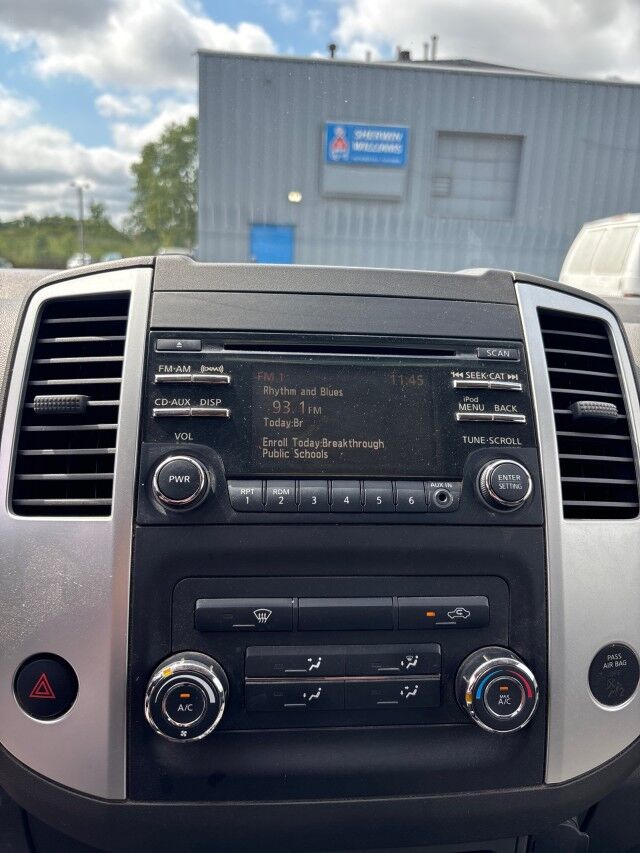 SHERWIN
WILLIAMS
SCAN
FM·AM
SEEK·CAT
CD·AUX DISP
iPod
MENU BACK
FM 1 11:45
Rhythm and Blues
93.1 FM
Today:Br
Enroll Today:Breakthrough
Public Schools
VOL
TUNE·SCROLL
PWR
ENTER
SETTING
RPT
1
RDM
2
3
4
5
6
AUX IN
PASS
AIR BAG
A/C
MAX
A/C